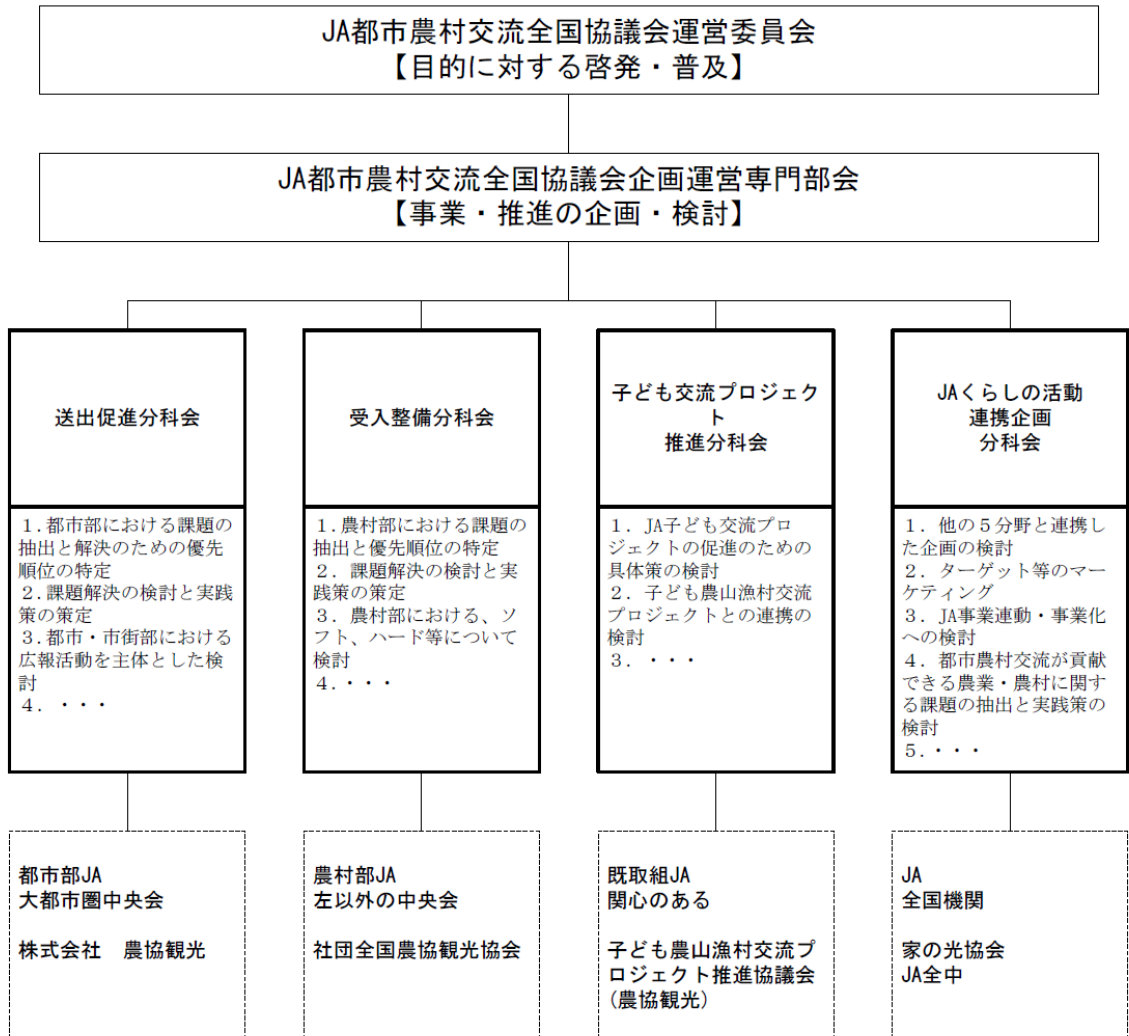 JA都市農村交流全国協議会運営委員会
【目的に対する啓発・普及】
JA都市農村交流全国協議会企画運営専門部会
【事業・推進の企画・検討】
送出促進分科会
1.都市部における課題の
抽出と解決のための優先
順位の特定
2.課題解決の検討と実践
策の策定
3.都市・市街部における
広報活動を主体とした検
討
4．・・・
都市部JA
大都市圏中央会
株式会社　農協観光
受入整備分科会
1.農村部における課題の
抽出と優先順位の特定
2．課題解決の検討と実
践策の策定
3．農村部における、ソ
フト、ハード等について
検討
4．・・・
農村部JA
左以外の中央会
社団全国農協観光協会
子ども交流プロジェク
ト
推進分科会
1．JA子ども交流プロ
ジェクトの促進のための
具体策の検討
2．子ども農山漁村交流
プロジェクトとの連携の
検討
3．・・・
既取組JA
関心のある
子ども農山漁村交流プ
ロジェクト推進協議会
(農協観光)
JAくらしの活動
連携企画
分科会
1．他の５分野と連携し
た企画の検討
2．ターゲット等のマー
ケティング
3．JA事業連動・事業化
への検討
4．都市農村交流が貢献
できる農業・農村に関す
る課題の抽出と実践策の
検討
5．・・・
JA
全国機関
家の光協会
JA全中